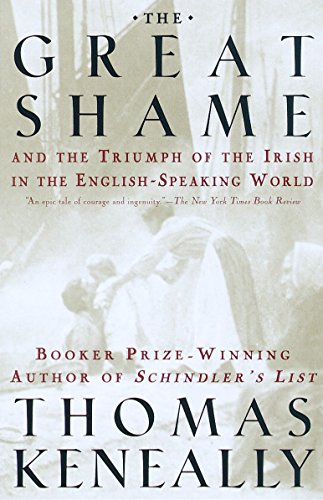 THE
GREAT
SHAME
AND THE TRIUMPH OF THE IRISH
IN THE ENGLISH-SPEAKING WORLD
"An epic tale of courage and ingenuity."—The New York Times Book Review
BOOKER PRIZE-WINNING
AUTHOR OF SCHINDLER'S LIST
THOMAS
KENEALLY